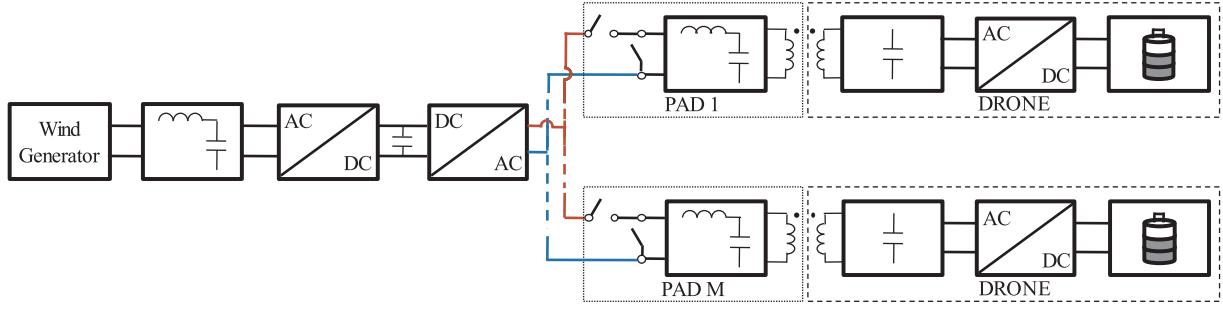 AC
DC
PAD 1
DRONE
Wind
Generator
AC
DC
DC
AC
AC
DC
PAD M
DRONE